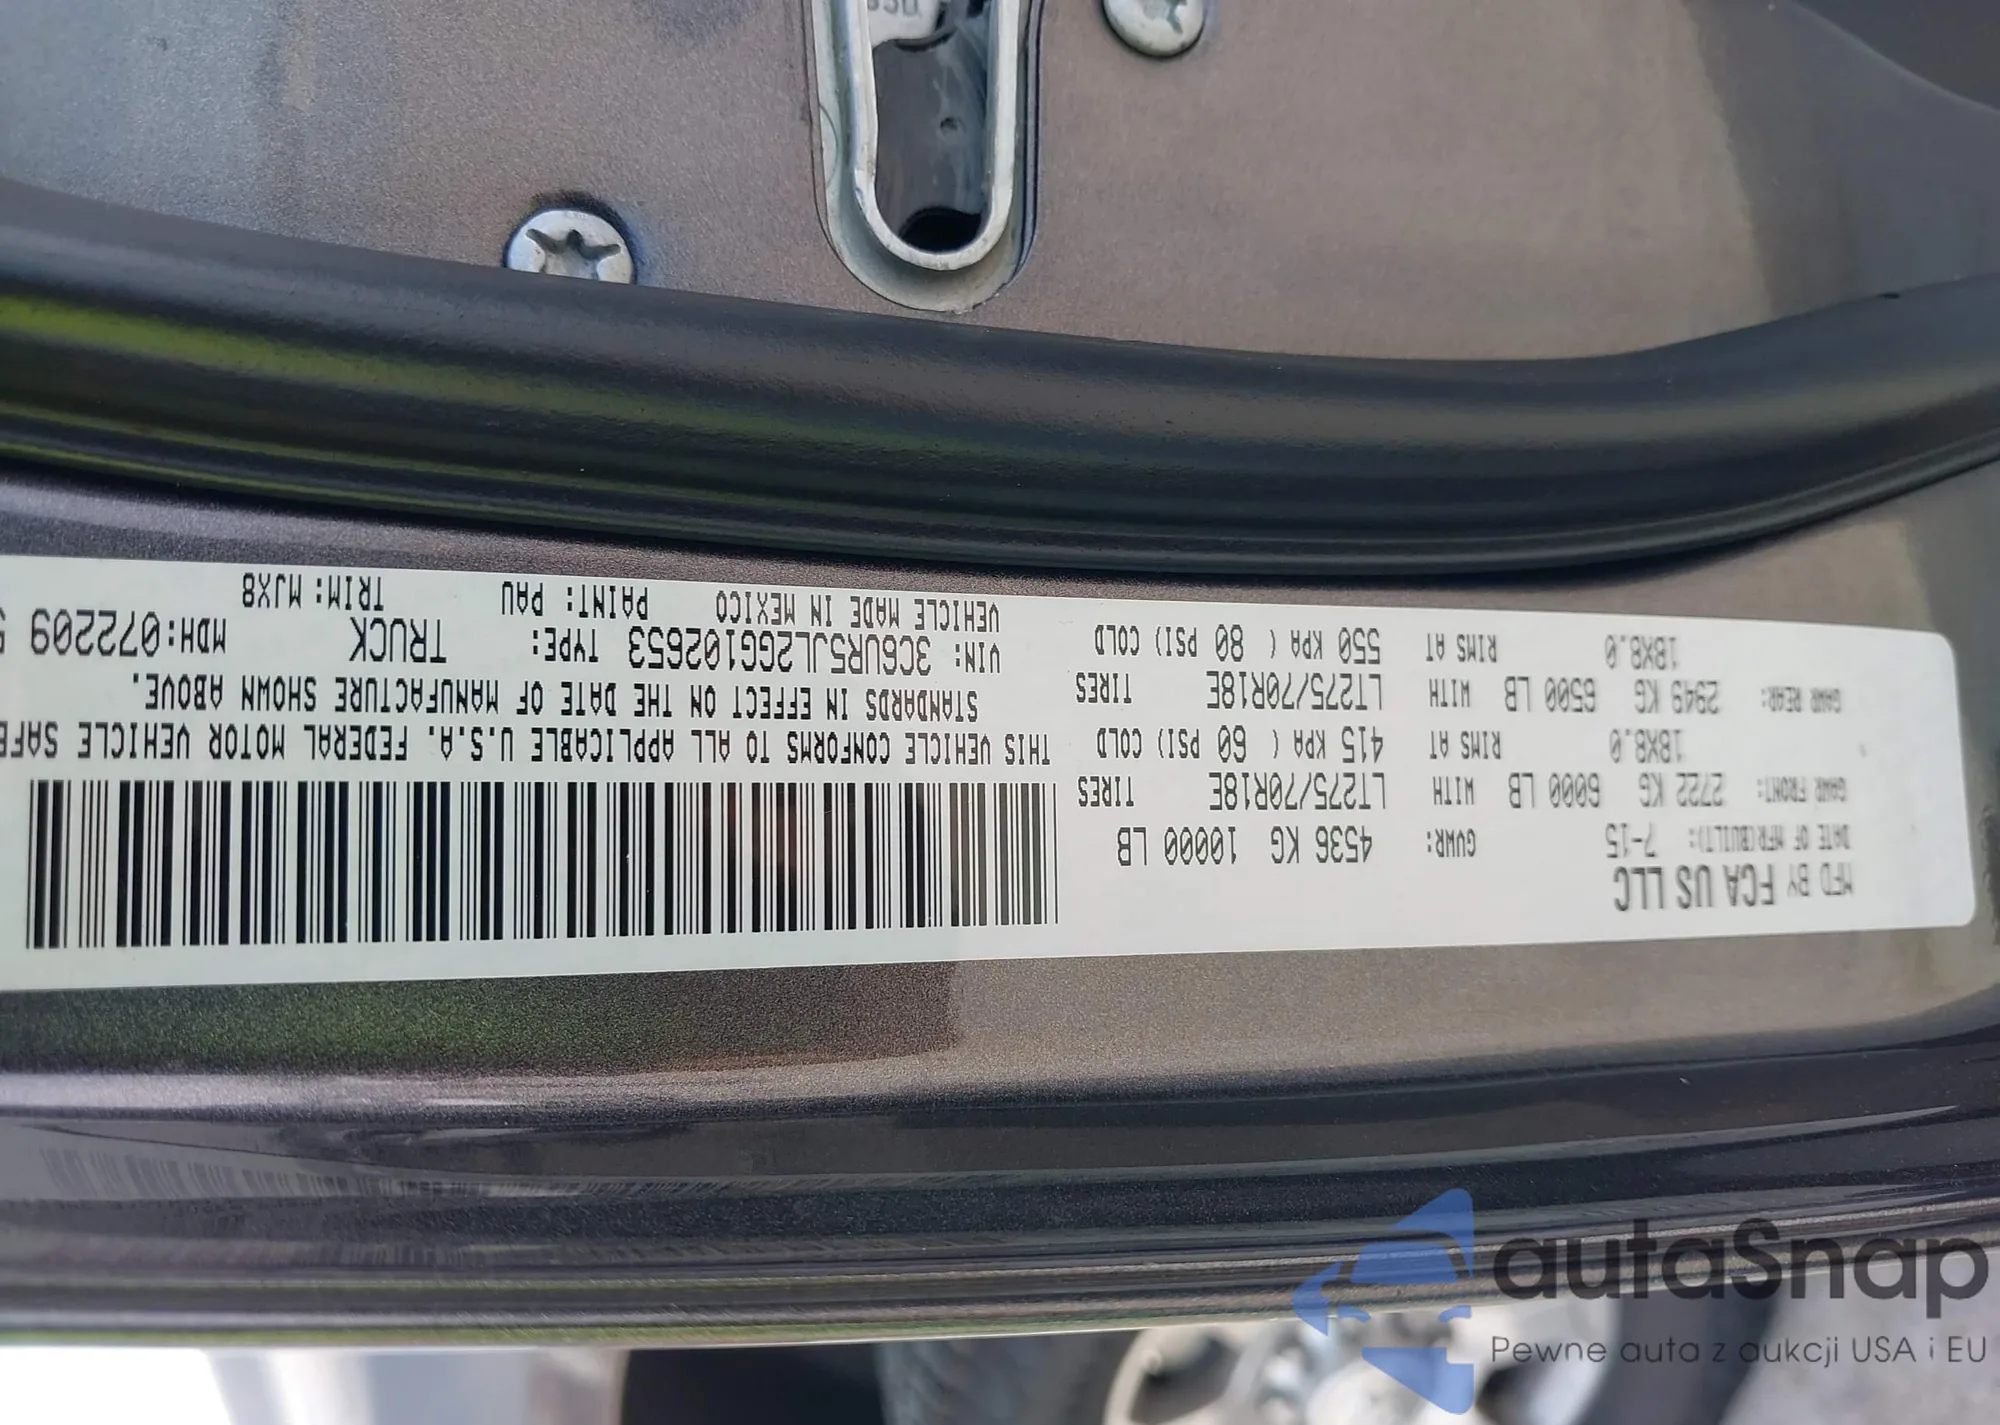 MFD BY FCA US LLC
DATE OF MFR(BUILT): 7-15 GVWR: 4536 KG 10000 LB
GAWR FRONT: 2722 KG 6000 LB WITH LT275/70R18E TIRES
18X8.0 RIMS AT 415 KPA ( 60 PSI) COLD
GAWR REAR: 2949 KG 6500 LB WITH LT275/70R18E TIRES
18X8.0 RIMS AT 550 KPA ( 80 PSI) COLD
THIS VEHICLE CONFORMS TO ALL APPLICABLE U.S.A. FEDERAL MOTOR VEHICLE SAFE
STANDARDS IN EFFECT ON THE DATE OF MANUFACTURE SHOWN ABOVE.
VIN: 3C6UR5JL2GG102653 TYPE: TRUCK MDH:072209
VEHICLE MADE IN MEXICO PAINT: PAU TRIM: MJX8
autaSnap
Pewne auta z aukcji USA i EU